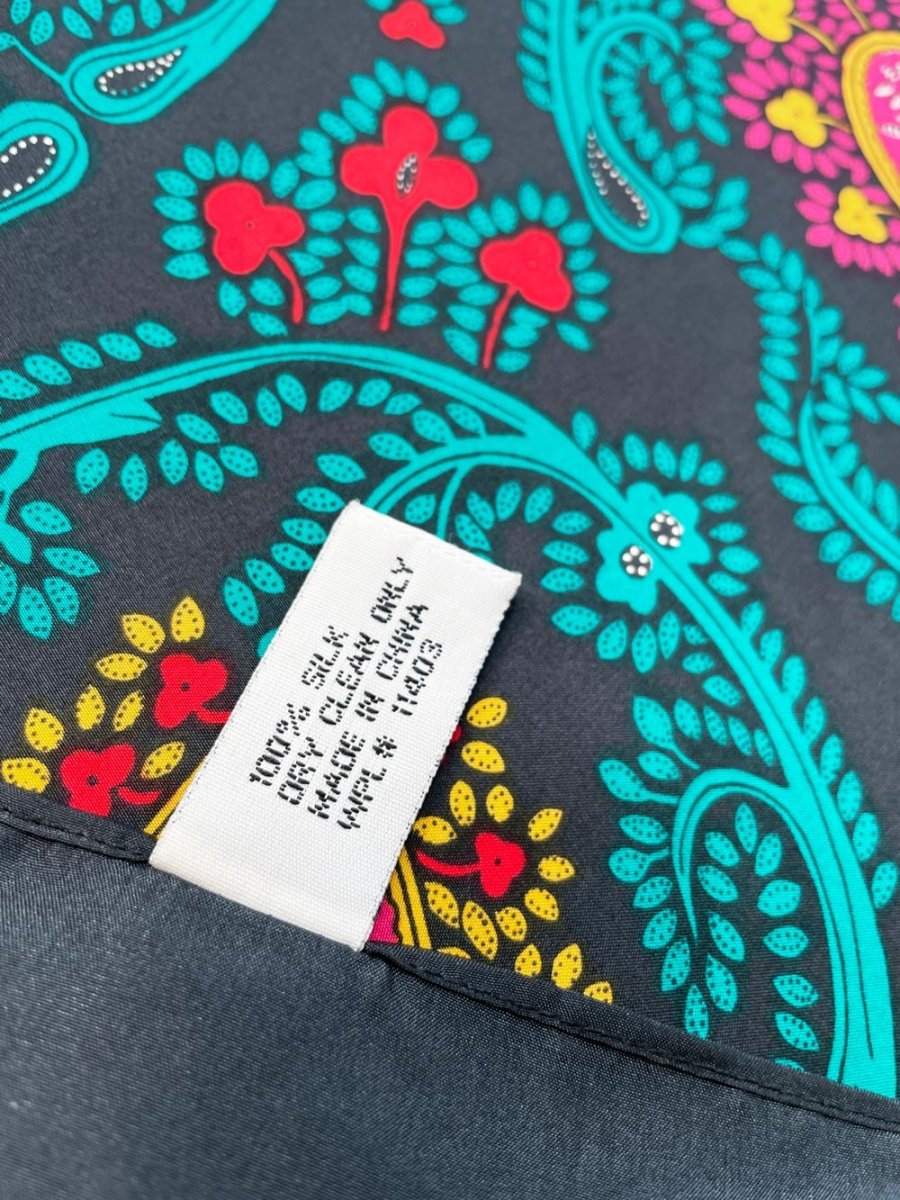 100% SILK
DRY CLEAN ONLY
MADE IN CHINA
WPL# 11403